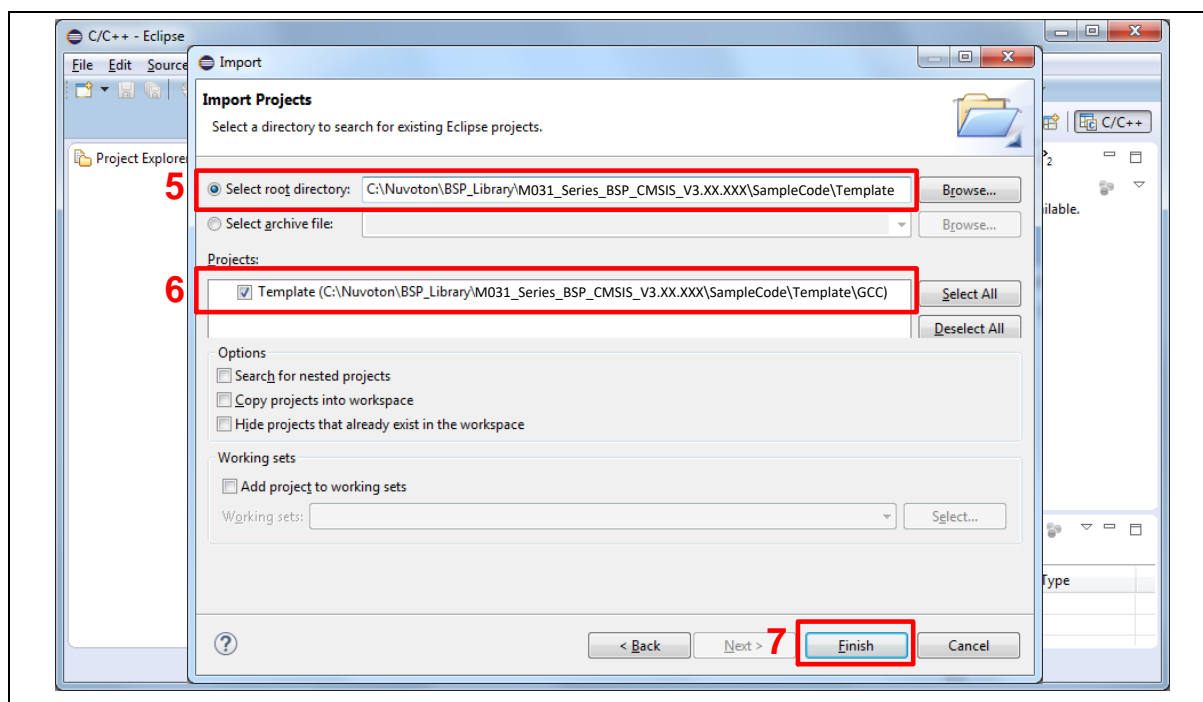 C/C++ - Eclipse
File Edit Source
Import
Import Projects
Select a directory to search for existing Eclipse projects.
C/C++
Project Explore
2
5 Select root directory: C:\Nuvoton\BSP_Library\M031_Series_BSP_CMSIS_V3.XX.XXX\SampleCode\Template Browse...
ilable.
Select archive file: Browse...
Projects:
6 Template (C:\Nuvoton\BSP_Library\M031_Series_BSP_CMSIS_V3.XX.XXX\SampleCode\Template\GCC) Select All
Deselect All
Options
Search for nested projects
Copy projects into workspace
Hide projects that already exist in the workspace
Working sets
Add project to working sets
Working sets: Select...
Type
? < Back Next > 7 Finish Cancel